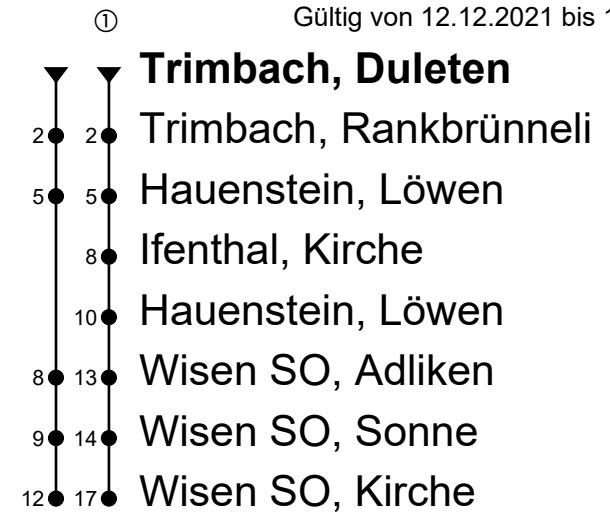 ① Gültig von 12.12.2021 bis
Trimbach, Duleten
2 2 Trimbach, Rankbrünneli
5 5 Hauenstein, Löwen
8 Ifenthal, Kirche
10 Hauenstein, Löwen
8 13 Wisen SO, Adliken
9 14 Wisen SO, Sonne
12 17 Wisen SO, Kirche